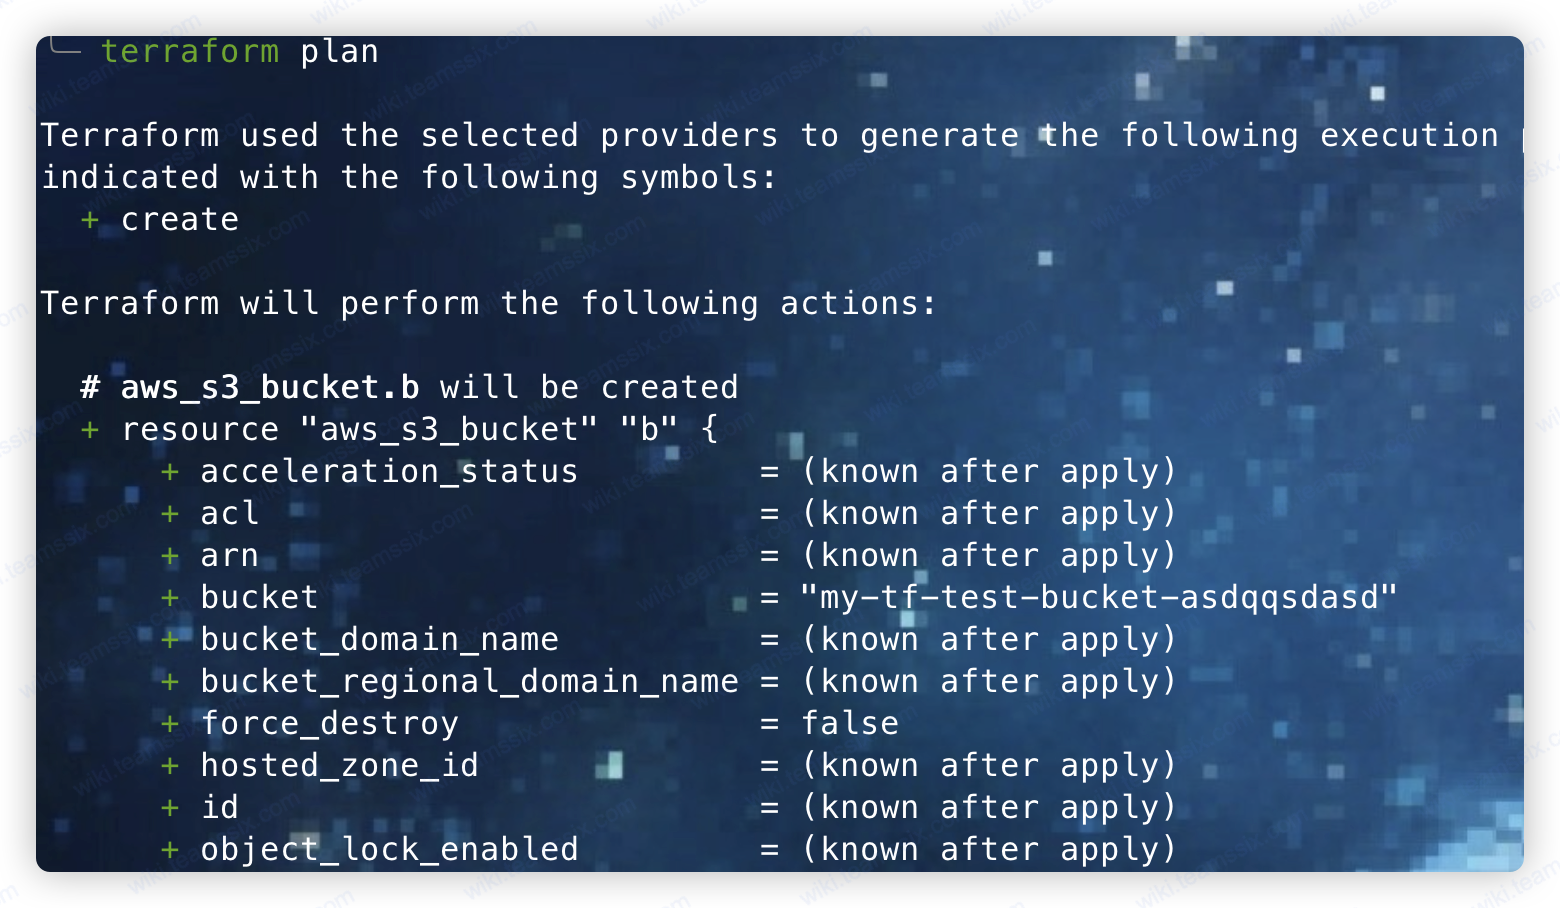 ╰─ terraform plan
Terraform used the selected providers to generate the following execution
indicated with the following symbols:
+ create
Terraform will perform the following actions:
# aws_s3_bucket.b will be created
+ resource "aws_s3_bucket" "b" {
+ acceleration_status = (known after apply)
+ acl = (known after apply)
+ arn = (known after apply)
+ bucket = "my-tf-test-bucket-asdqqsdasd"
+ bucket_domain_name = (known after apply)
+ bucket_regional_domain_name = (known after apply)
+ force_destroy = false
+ hosted_zone_id = (known after apply)
+ id = (known after apply)
+ object_lock_enabled = (known after apply)
wiki.teamssix.com